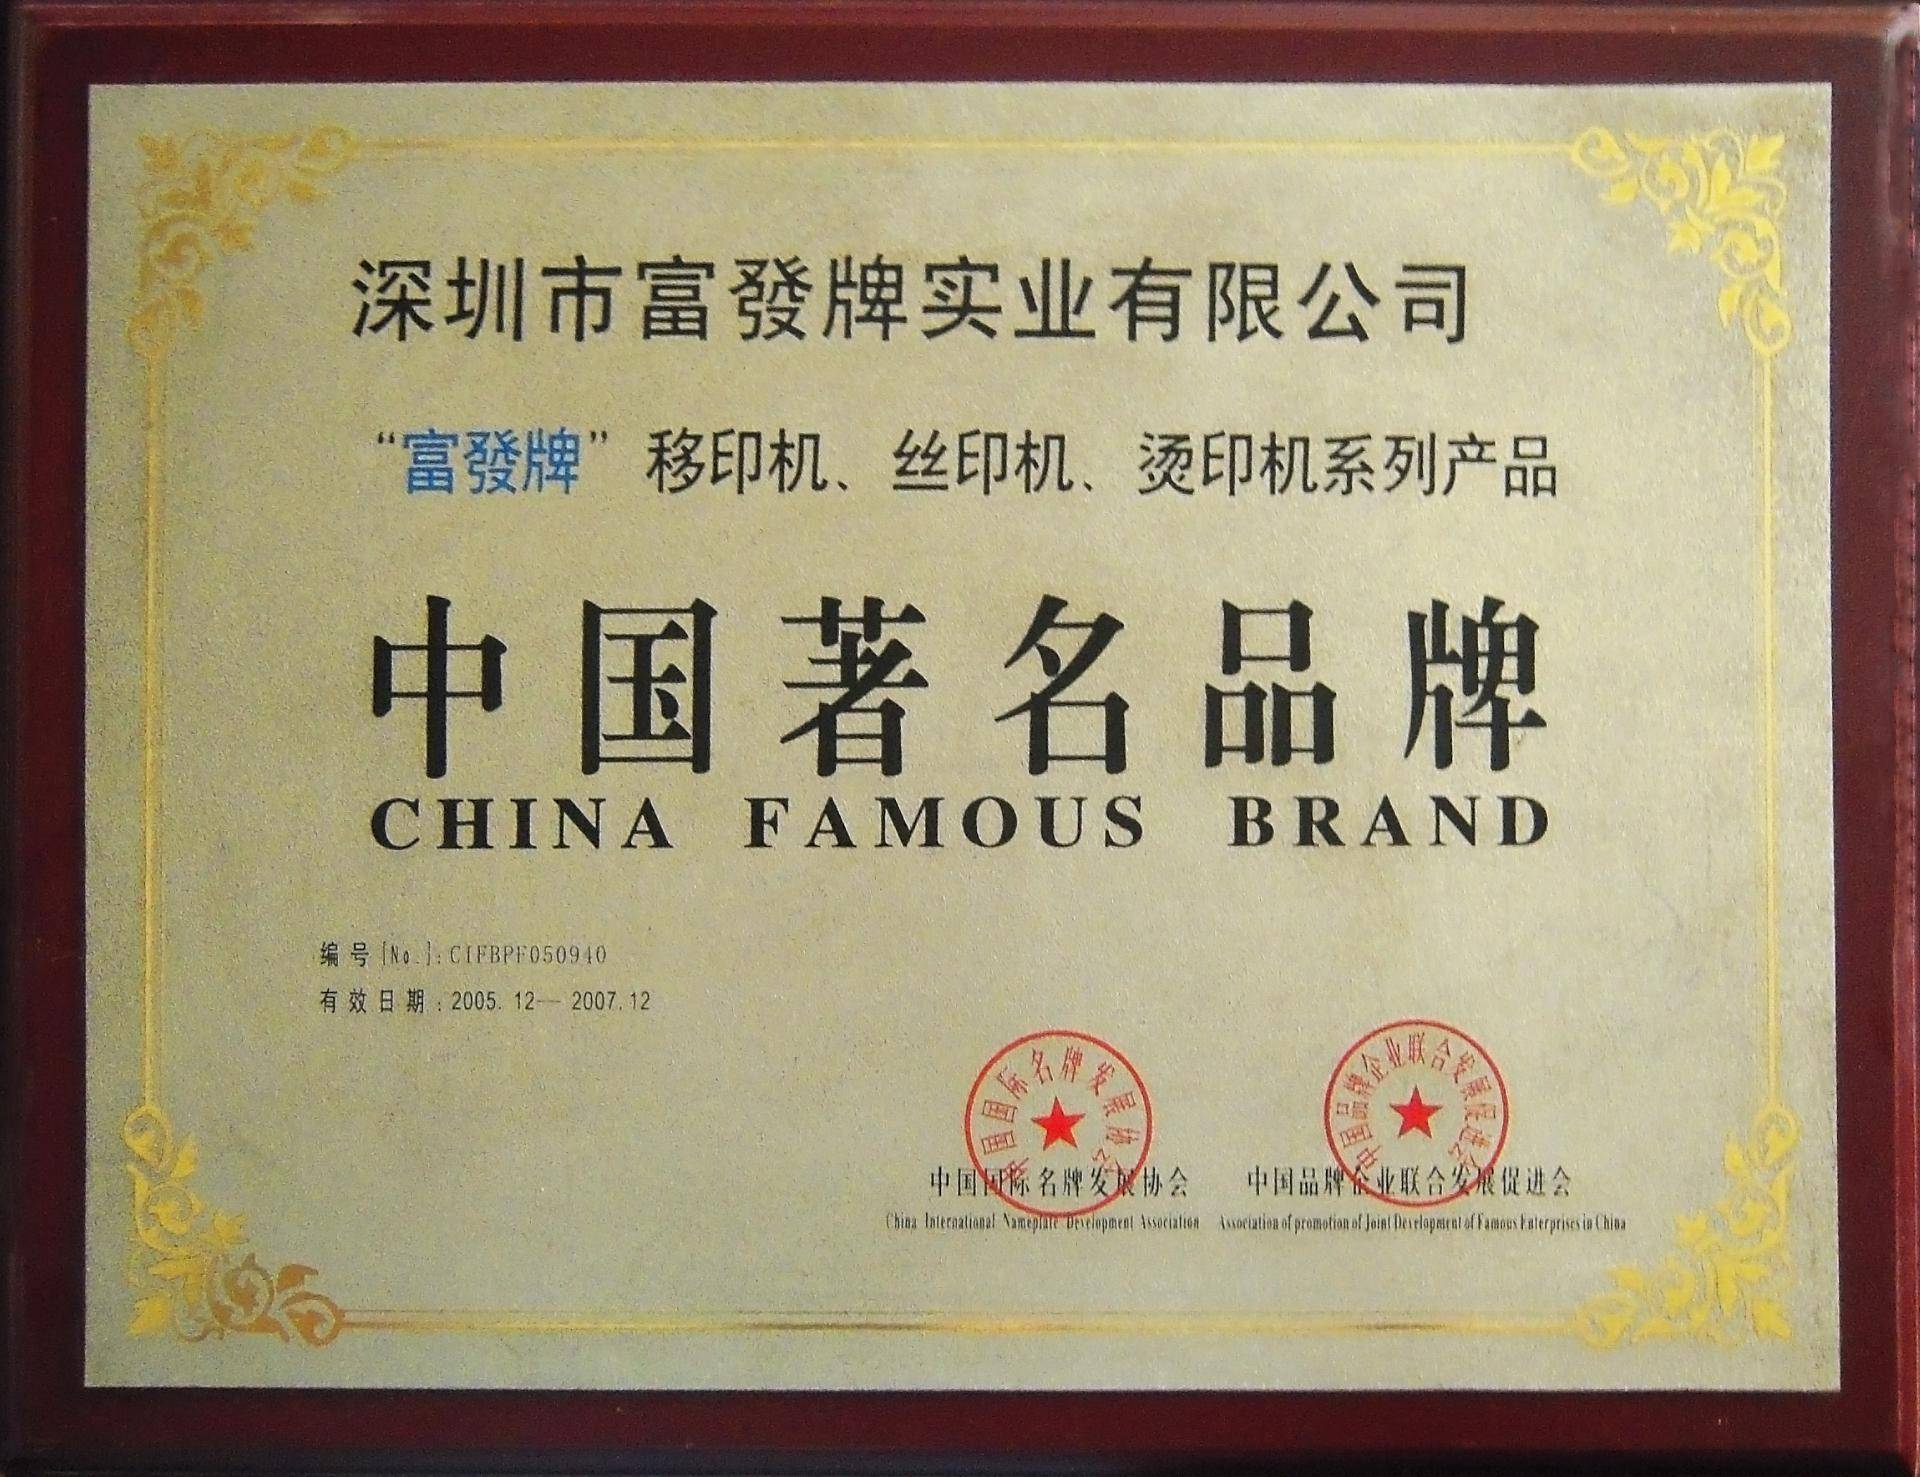 深圳市富發牌实业有限公司
“富發牌”移印机、丝印机、烫印机系列产品
中国著名品牌
CHINA FAMOUS BRAND
编号[No.]:CIFBPF050940
有效日期:2005.12—2007.12
中国国际名牌发展协会
中国品牌企业联合发展促进会
中国国际名牌发展协会 中国品牌企业联合发展促进会
China International Nameplate Development Association Association of promotion of Joint Development of Famous Enterprises in China